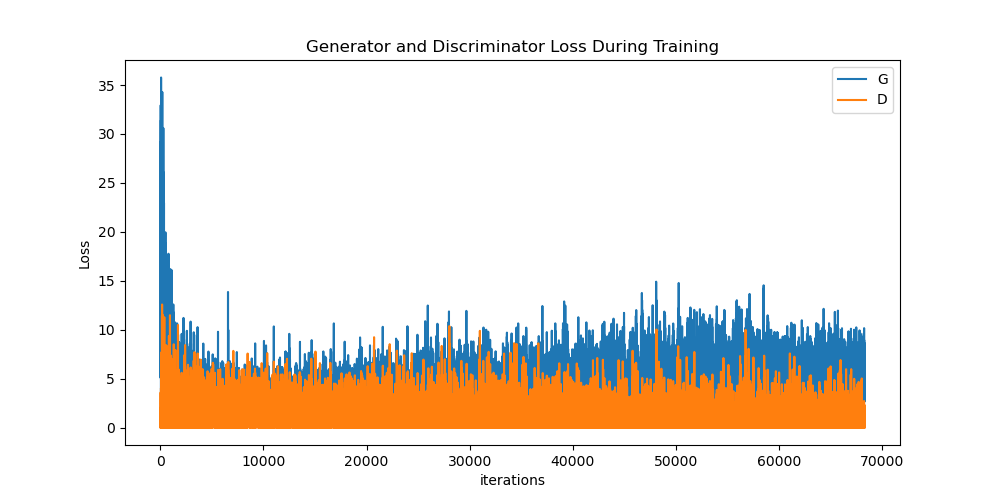 Generator and Discriminator Loss During Training
G
D
35
30
25
20
15
10
5
0
Loss
0 10000 20000 30000 40000 50000 60000 70000
iterations